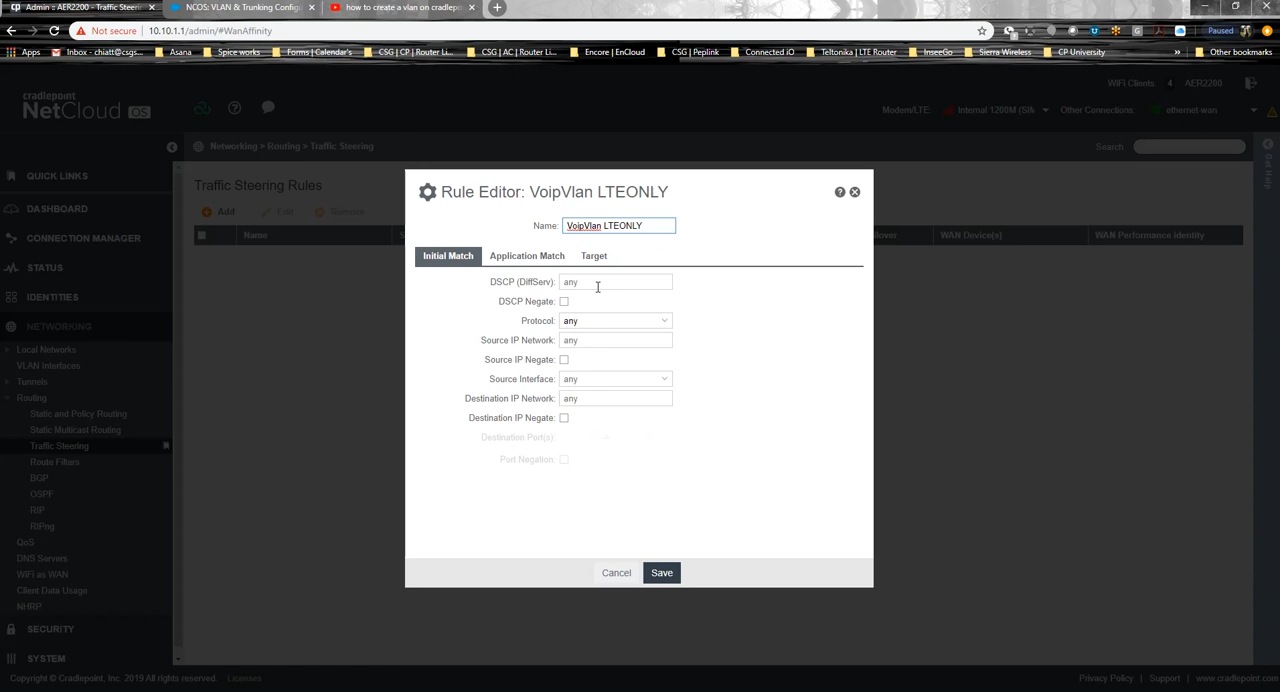 Admin :: AER2200 - Traffic Steeri
NCOS: VLAN & Trunking Config
how to create a vlan on cradlepo
Not secure 10.10.1.1/admin/#WanAffinity
Paused
Apps
Inbox - chiatt@csgs...
Asana
Spice works
Forms | Calendar's
CSG | CP | Router Li...
CSG | AC | Router Li...
Encore | EnCloud
CSG | Peplink
Connected iO
Teltonika | LTE Router
InseeGo
Sierra Wireless
CP University
»
Other bookmarks
cradlepoint
NetCloud OS
WiFi Clients: 4 AER2200
Modem/LTE: Internal 1200M (SIM Other Connections: ethernet-wan
Networking > Routing > Traffic Steering
Search
Get Help
QUICK LINKS
DASHBOARD
CONNECTION MANAGER
STATUS
IDENTITIES
NETWORKING
Local Networks
VLAN Interfaces
Tunnels
Routing
Static and Policy Routing
Static Multicast Routing
Traffic Steering
Route Filters
BGP
OSPF
RIP
RIPng
QoS
DNS Servers
WiFi as WAN
Client Data Usage
NHRP
SECURITY
SYSTEM
Traffic Steering Rules
Add Edit Remove
Name
WAN Device(s) WAN Performance identity
Rule Editor: VoipVlan LTEONLY
Name: VoipVlan LTEONLY
Initial Match Application Match Target
DSCP (DiffServ): any
DSCP Negate:
Protocol: any
Source IP Network: any
Source IP Negate:
Source Interface: any
Destination IP Network: any
Destination IP Negate:
Destination Port(s):
Port Negation:
Cancel Save
Copyright © Cradlepoint, Inc. 2019 All rights reserved. Licenses
Privacy Policy | Support | www.cradlepoint.com